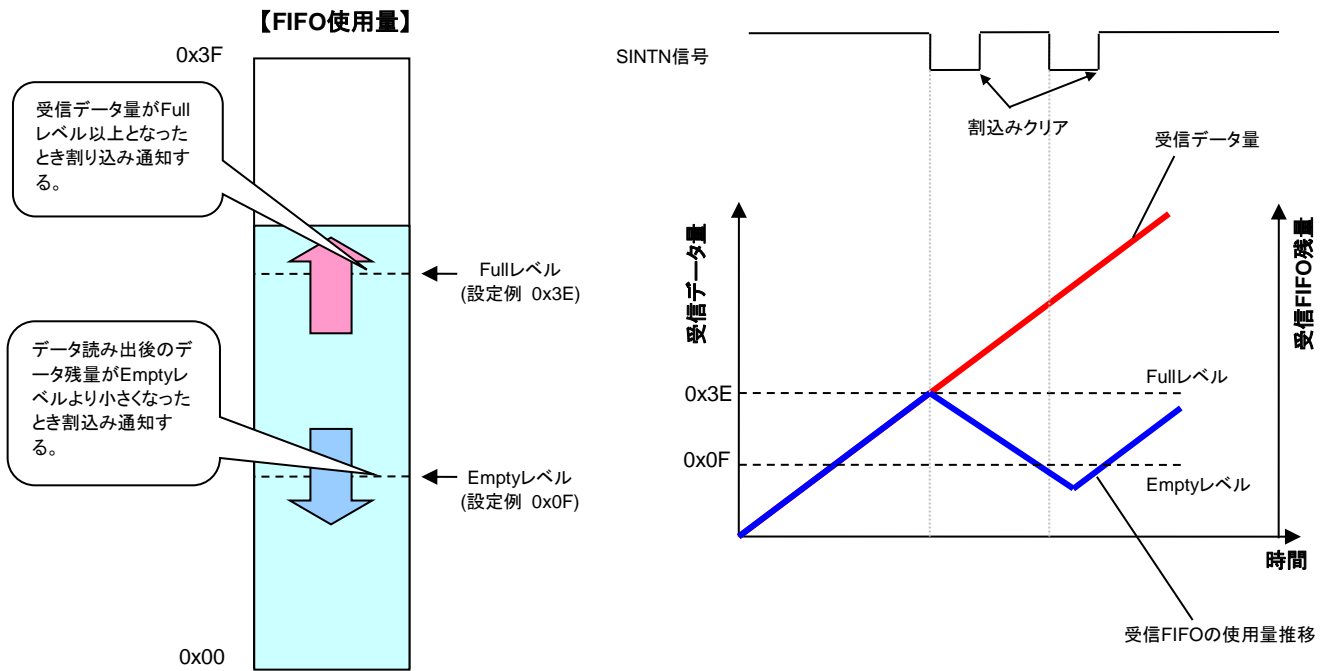 【FIFO使用量】
0x3F
受信データ量がFull
レベル以上となった
とき割り込み通知す
る。
Fullレベル
(設定例 0x3E)
データ読み出後のデ
ータ残量がEmptyレ
ベルより小さくなった
とき割込み通知す
る。
Emptyレベル
(設定例 0x0F)
0x00
SINTN信号
割込みクリア
受信データ量
受信データ量
受信FIFO残量
0x3E
Fullレベル
0x0F
Emptyレベル
時間
受信FIFOの使用量推移